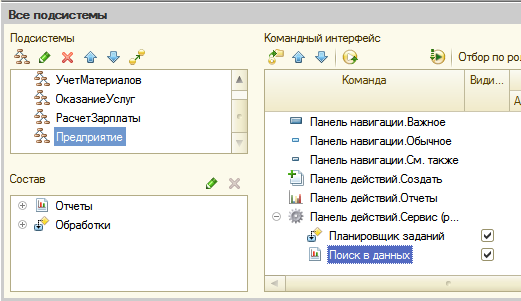 Все подсистемы
Подсистемы
УчетМатериалов
ОказаниеУслуг
РасчетЗарплаты
Предприятие
Состав
Отчеты
Обработки
Командный интерфейс
Отбор по ро
Команда Види...
Панель навигации.Важное
Панель навигации.Обычное
Панель навигации.См. также
Панель действий.Создать
Панель действий.Отчеты
Панель действий.Сервис (р...
Планировщик заданий
Поиск в данных